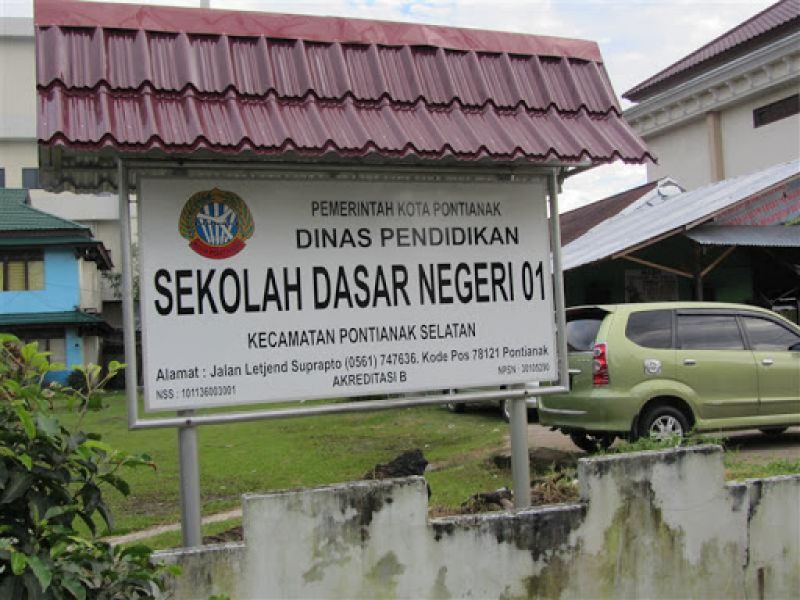 PEMERINTAH KOTA PONTIANAK
DINAS PENDIDIKAN
SEKOLAH DASAR NEGERI 01
KECAMATAN PONTIANAK SELATAN
Alamat : Jalan Letjend Suprapto (0561) 747636. Kode Pos 78121 Pontianak
AKREDITASI B
NSS : 101136003001
NPSN : 30105290